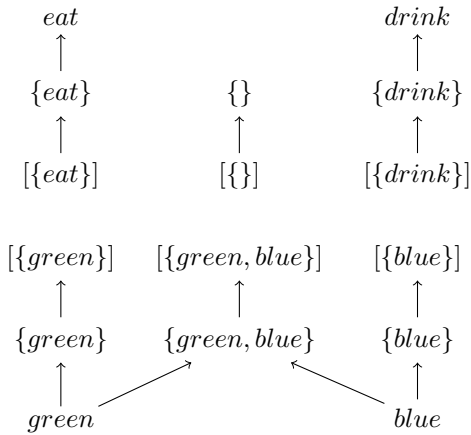 eat drink
{eat} {} {drink}
[{eat}] [{}] [{drink}]
[{green}] [{green, blue}] [{blue}]
{green} {green, blue} {blue}
green blue